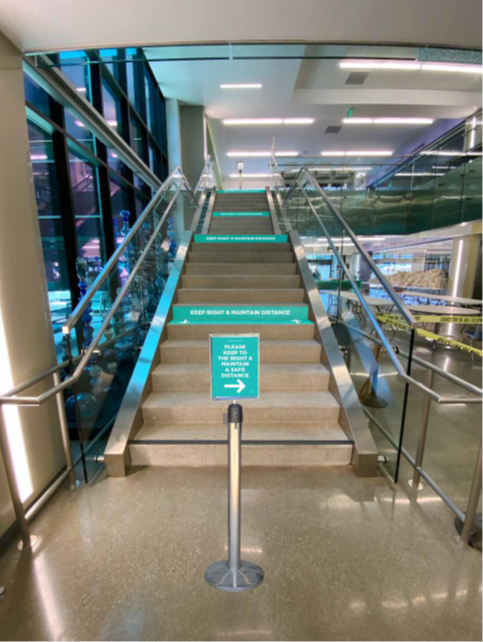 KEEP RIGHT & MAINTAIN DISTANCE
KEEP RIGHT & MAINTAIN DISTANCE
PLEASE
KEEP TO
THE RIGHT &
MAINTAIN
A SAFE
DISTANCE